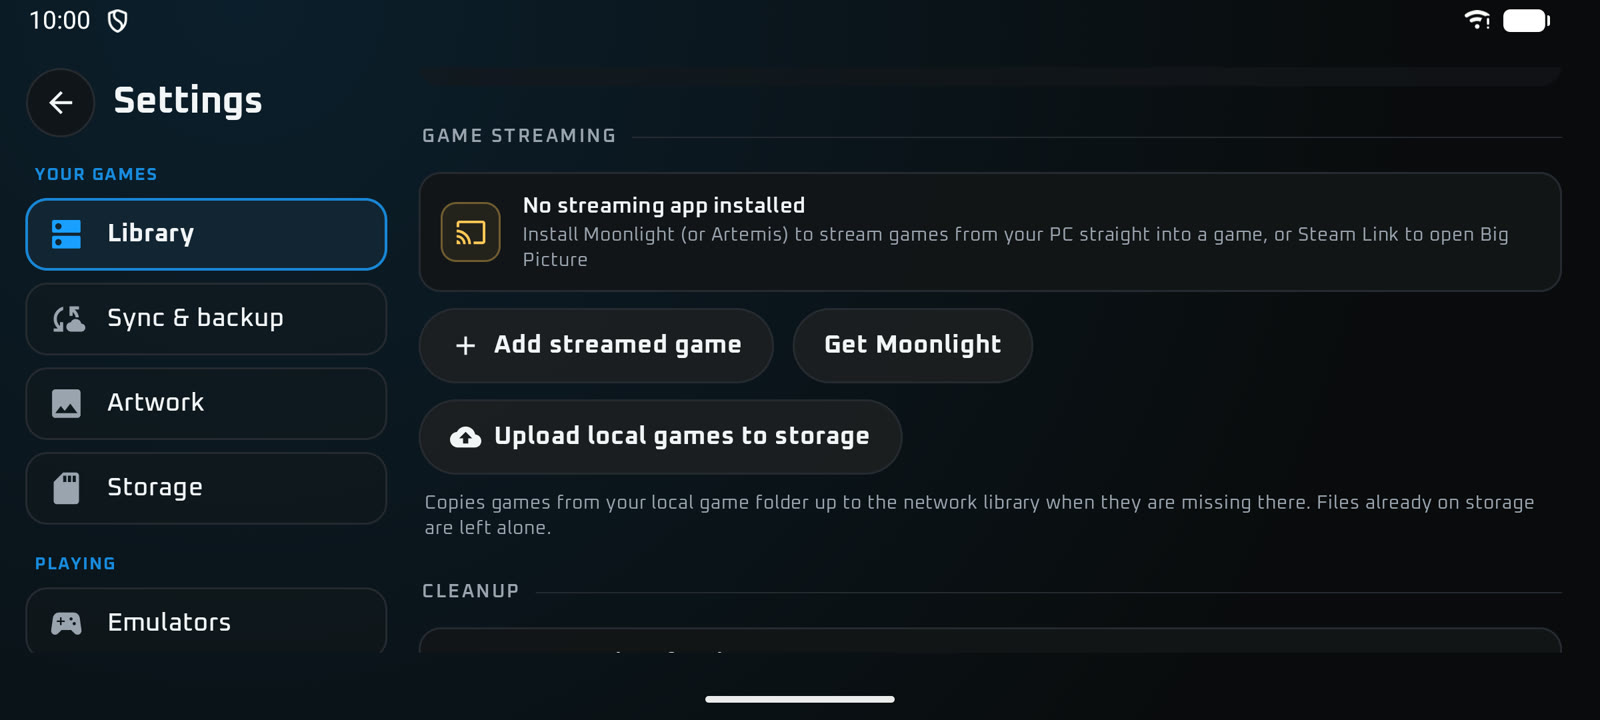 10:00
Settings
YOUR GAMES
Library
Sync & backup
Artwork
Storage
PLAYING
Emulators
GAME STREAMING
No streaming app installed
Install Moonlight (or Artemis) to stream games from your PC straight into a game, or Steam Link to open Big
Picture
Add streamed game
Get Moonlight
Upload local games to storage
Copies games from your local game folder up to the network library when they are missing there. Files already on storage
are left alone.
CLEANUP